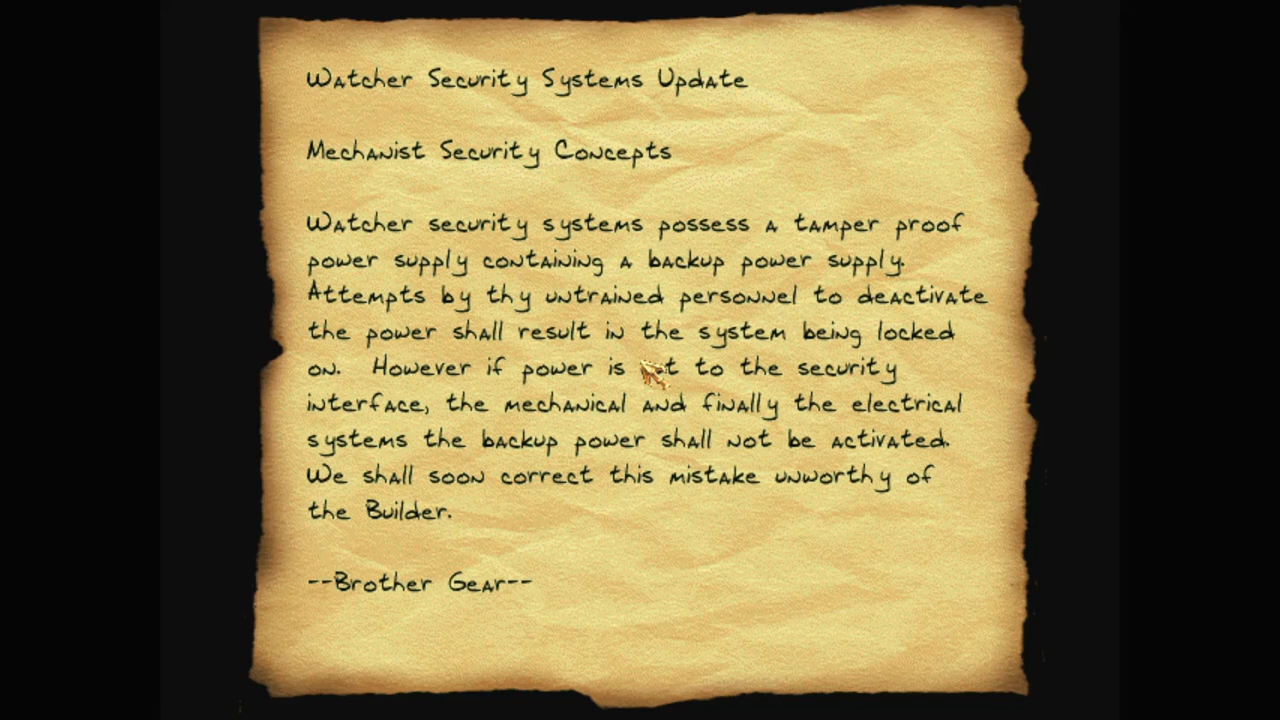 Watcher Security Systems Update
Mechanist Security Concepts
Watcher security systems possess a tamper proof
power supply containing a backup power supply.
Attempts by thy untrained personnel to deactivate
the power shall result in the system being locked
on. However if power is to the security
interface, the mechanical and finally the electrical
systems the backup power shall not be activated.
We shall soon correct this mistake unworthy of
the Builder.
--Brother Gear--